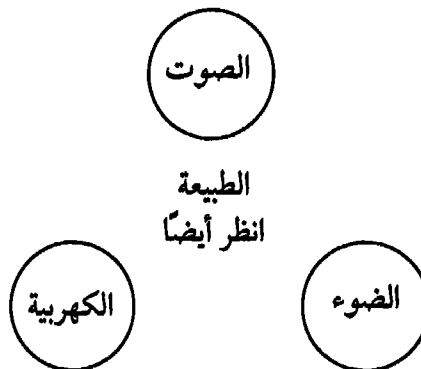 الصوت
الطبيعة
انظر أيضًا
الضوء
الكهربية